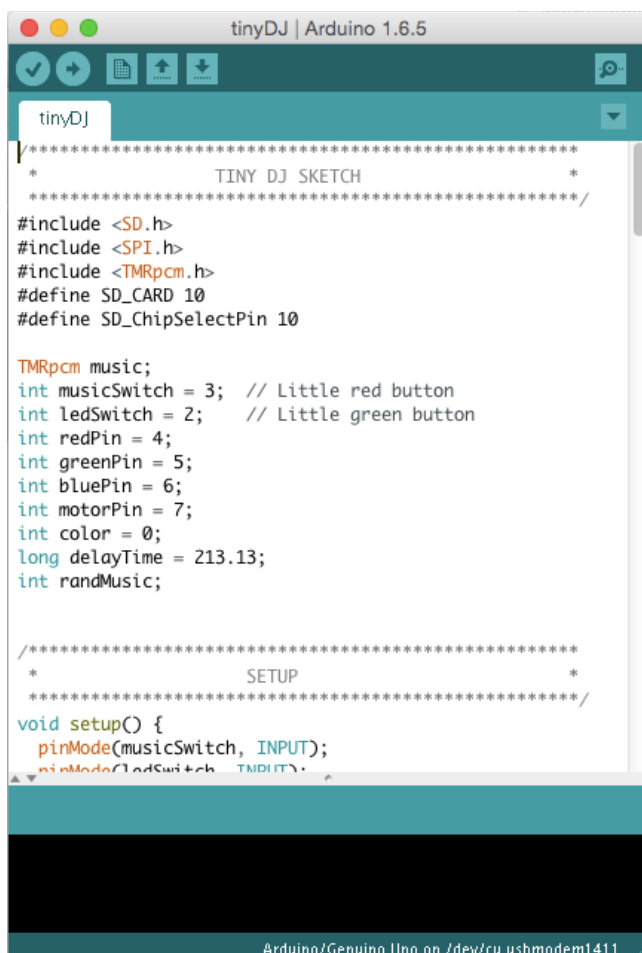 tinyDJ | Arduino 1.6.5
tinyDJ
/*****************************************************
 *                 TINY DJ SKETCH                    *
 *****************************************************/
#include <SD.h>
#include <SPI.h>
#include <TMRpcm.h>
#define SD_CARD 10
#define SD_ChipSelectPin 10
TMRpcm music;
int musicSwitch = 3;  // Little red button
int ledSwitch = 2;    // Little green button
int redPin = 4;
int greenPin = 5;
int bluePin = 6;
int motorPin = 7;
int color = 0;
long delayTime = 213.13;
int randMusic;
/*****************************************************
 *                    SETUP                          *
 *****************************************************/
void setup() {
  pinMode(musicSwitch, INPUT);
  pinMode(ledSwitch, INPUT);
Arduino/Genuino Uno on /dev/cu.usbmodem1411